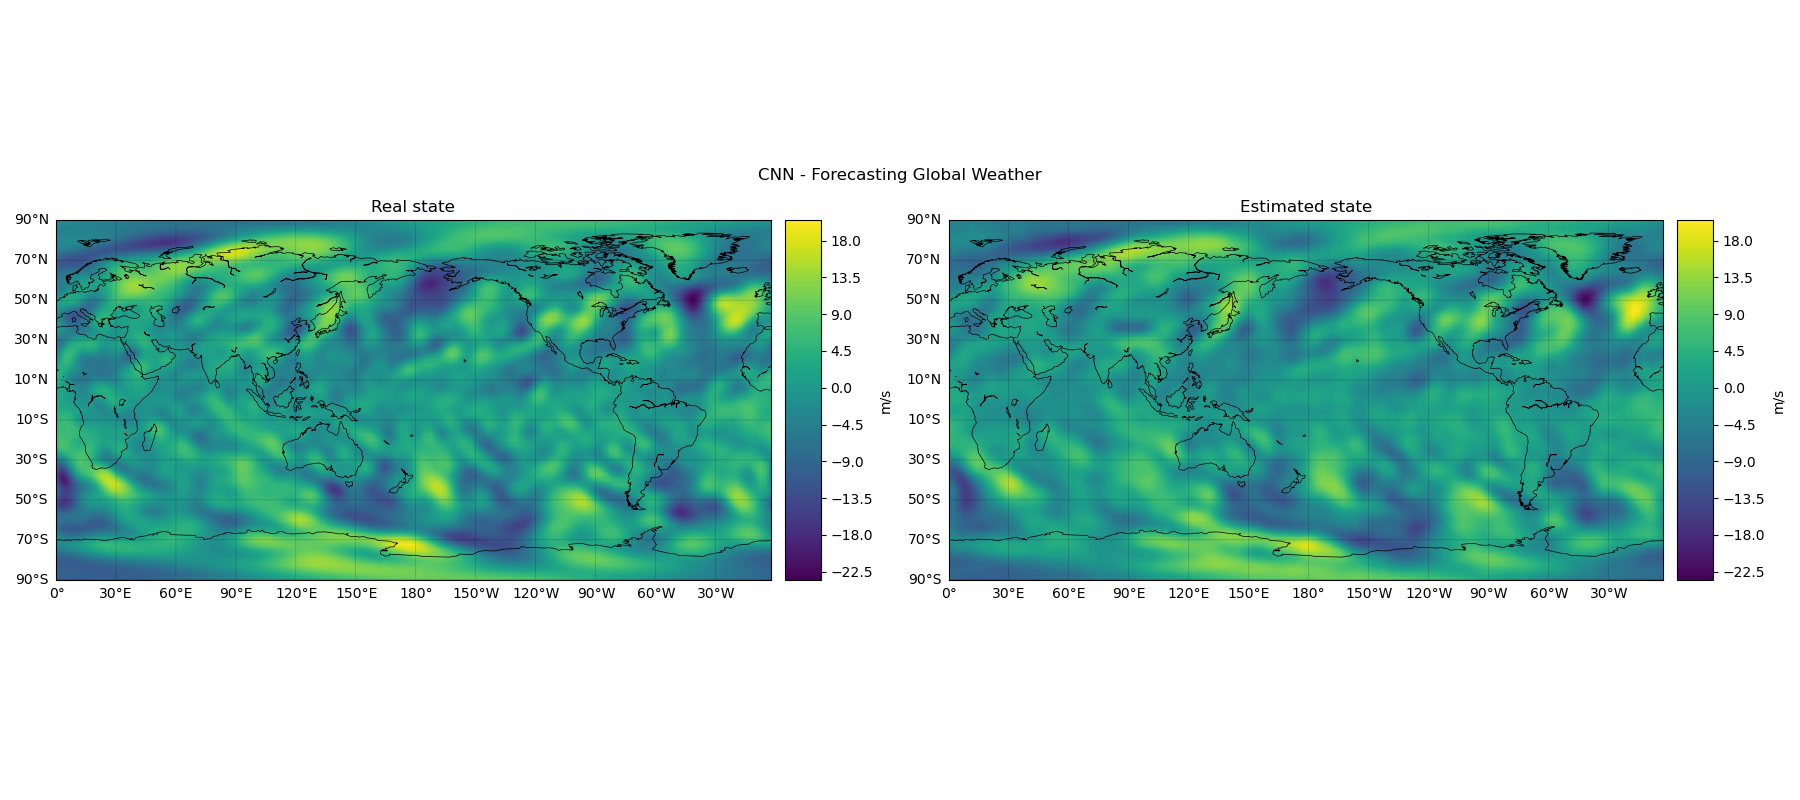 CNN - Forecasting Global Weather
Real state
90°N
70°N
50°N
30°N
10°N
10°S
30°S
50°S
70°S
90°S
0°
30°E
60°E
90°E
120°E
150°E
180°
150°W
120°W
90°W
60°W
30°W
18.0
13.5
9.0
4.5
0.0
−4.5
−9.0
−13.5
−18.0
−22.5
m/s
Estimated state
90°N
70°N
50°N
30°N
10°N
10°S
30°S
50°S
70°S
90°S
0°
30°E
60°E
90°E
120°E
150°E
180°
150°W
120°W
90°W
60°W
30°W
18.0
13.5
9.0
4.5
0.0
−4.5
−9.0
−13.5
−18.0
−22.5
m/s